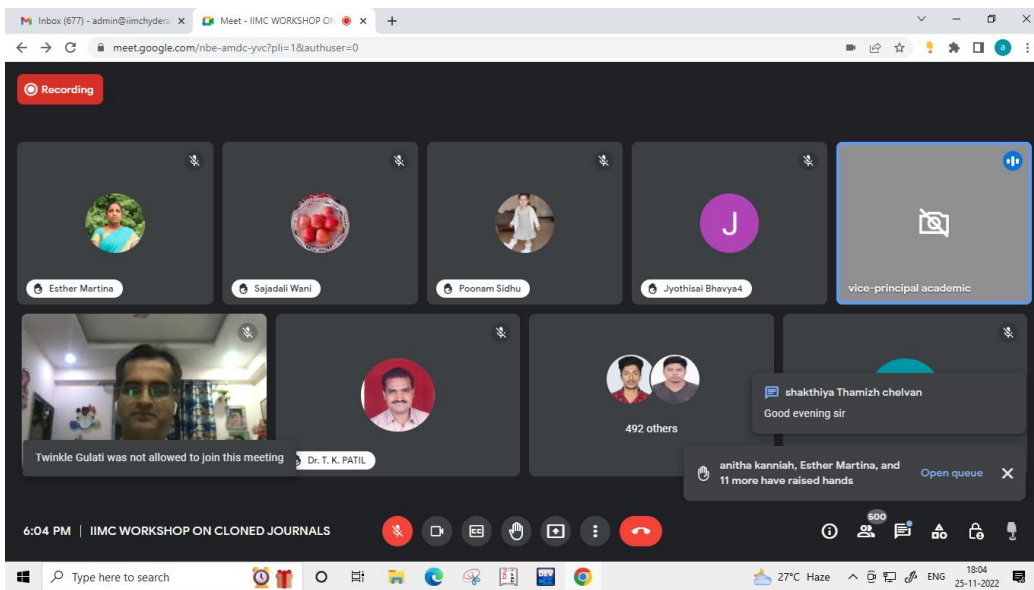 Inbox (677) - admin@iimchydera
Meet - IIMC WORKSHOP ON
meet.google.com/nbe-amdc-yvc?pli=1&authuser=0
a
Recording
J
Esther Martina
Sajadali Wani
Poonam Sidhu
Jyothisai Bhavya4
vice-principal academic
shakthiya Thamizh chelvan
Good evening sir
492 others
Twinkle Gulati was not allowed to join this meeting
Dr. T. K. PATIL
anitha kanniah, Esther Martina, and
11 more have raised hands
Open queue
6:04 PM | IIMC WORKSHOP ON CLONED JOURNALS
CC
500
Type here to search
DEV
27°C Haze
ENG
18:04
25-11-2022